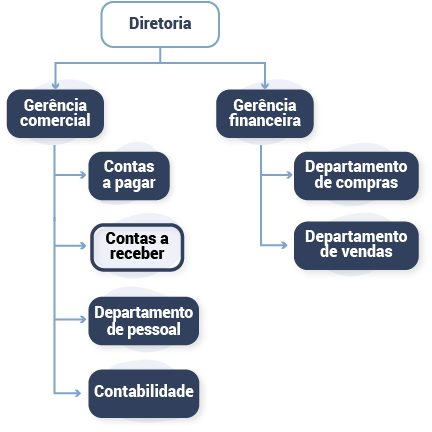 Diretoria
Gerência
comercial
Gerência
financeira
Contas
a pagar
Departamento
de compras
Contas a
receber
Departamento
de vendas
Departamento
de pessoal
Contabilidade